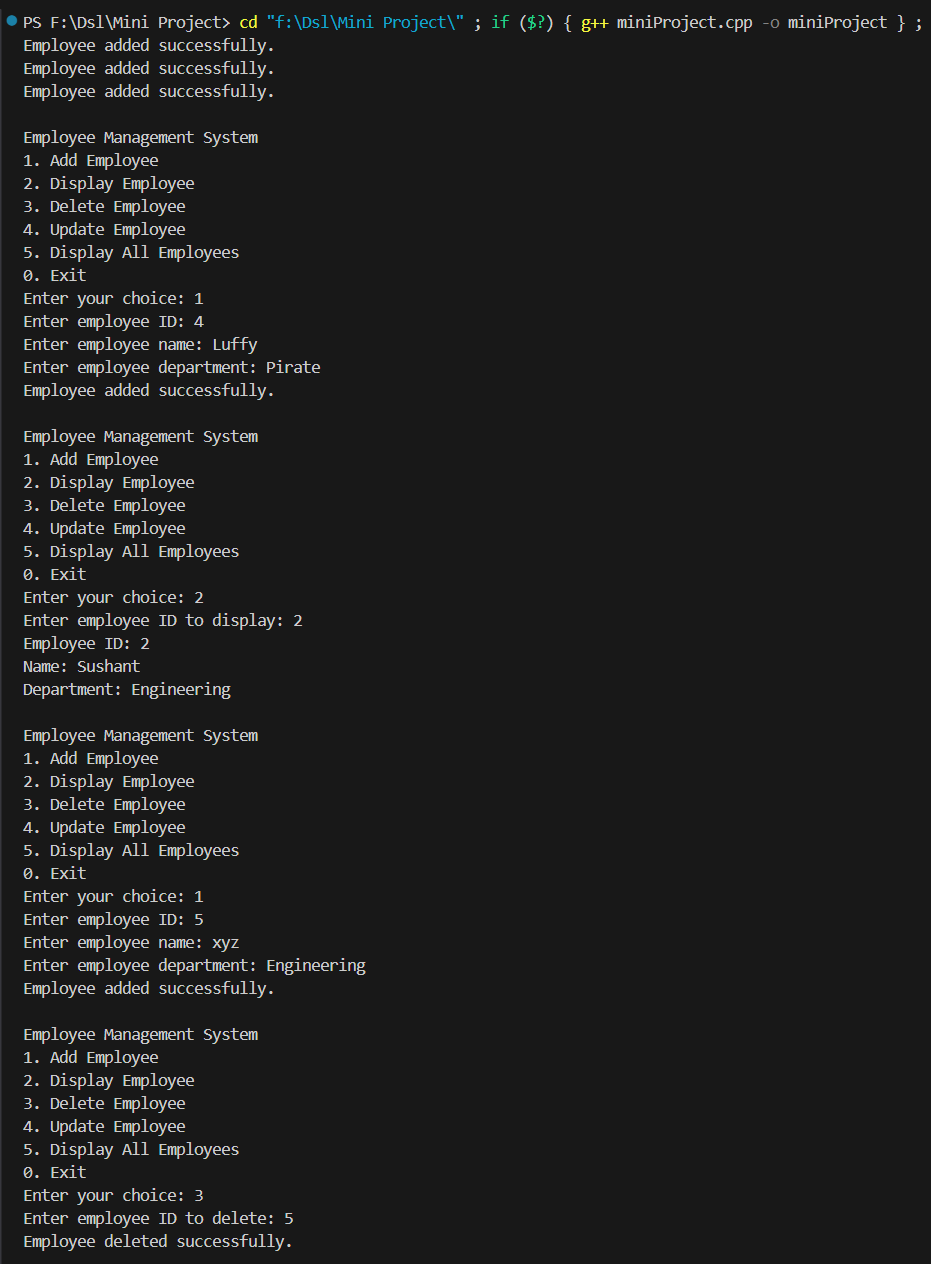 PS F:\Dsl\Mini Project> cd "f:\Dsl\Mini Project\" ; if ($?) { g++ miniProject.cpp -o miniProject } ;
Employee added successfully.
Employee added successfully.
Employee added successfully.

Employee Management System
1. Add Employee
2. Display Employee
3. Delete Employee
4. Update Employee
5. Display All Employees
0. Exit
Enter your choice: 1
Enter employee ID: 4
Enter employee name: Luffy
Enter employee department: Pirate
Employee added successfully.

Employee Management System
1. Add Employee
2. Display Employee
3. Delete Employee
4. Update Employee
5. Display All Employees
0. Exit
Enter your choice: 2
Enter employee ID to display: 2
Employee ID: 2
Name: Sushant
Department: Engineering

Employee Management System
1. Add Employee
2. Display Employee
3. Delete Employee
4. Update Employee
5. Display All Employees
0. Exit
Enter your choice: 1
Enter employee ID: 5
Enter employee name: xyz
Enter employee department: Engineering
Employee added successfully.

Employee Management System
1. Add Employee
2. Display Employee
3. Delete Employee
4. Update Employee
5. Display All Employees
0. Exit
Enter your choice: 3
Enter employee ID to delete: 5
Employee deleted successfully.